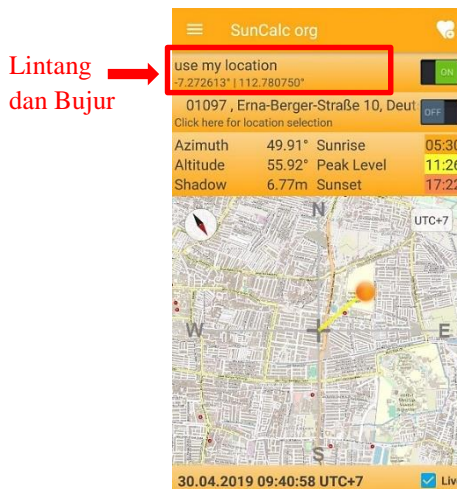 SunCalc org
Lintang
dan Bujur
use my location
-7.272613° | 112.780750°
ON
01097 , Erna-Berger-Straße 10, Deut
Click here for location selection
OFF
Azimuth 49.91° Sunrise 05:30
Altitude 55.92° Peak Level 11:26
Shadow 6.77m Sunset 17:22
N
UTC+7
W
E
S
30.04.2019 09:40:58 UTC+7
Live